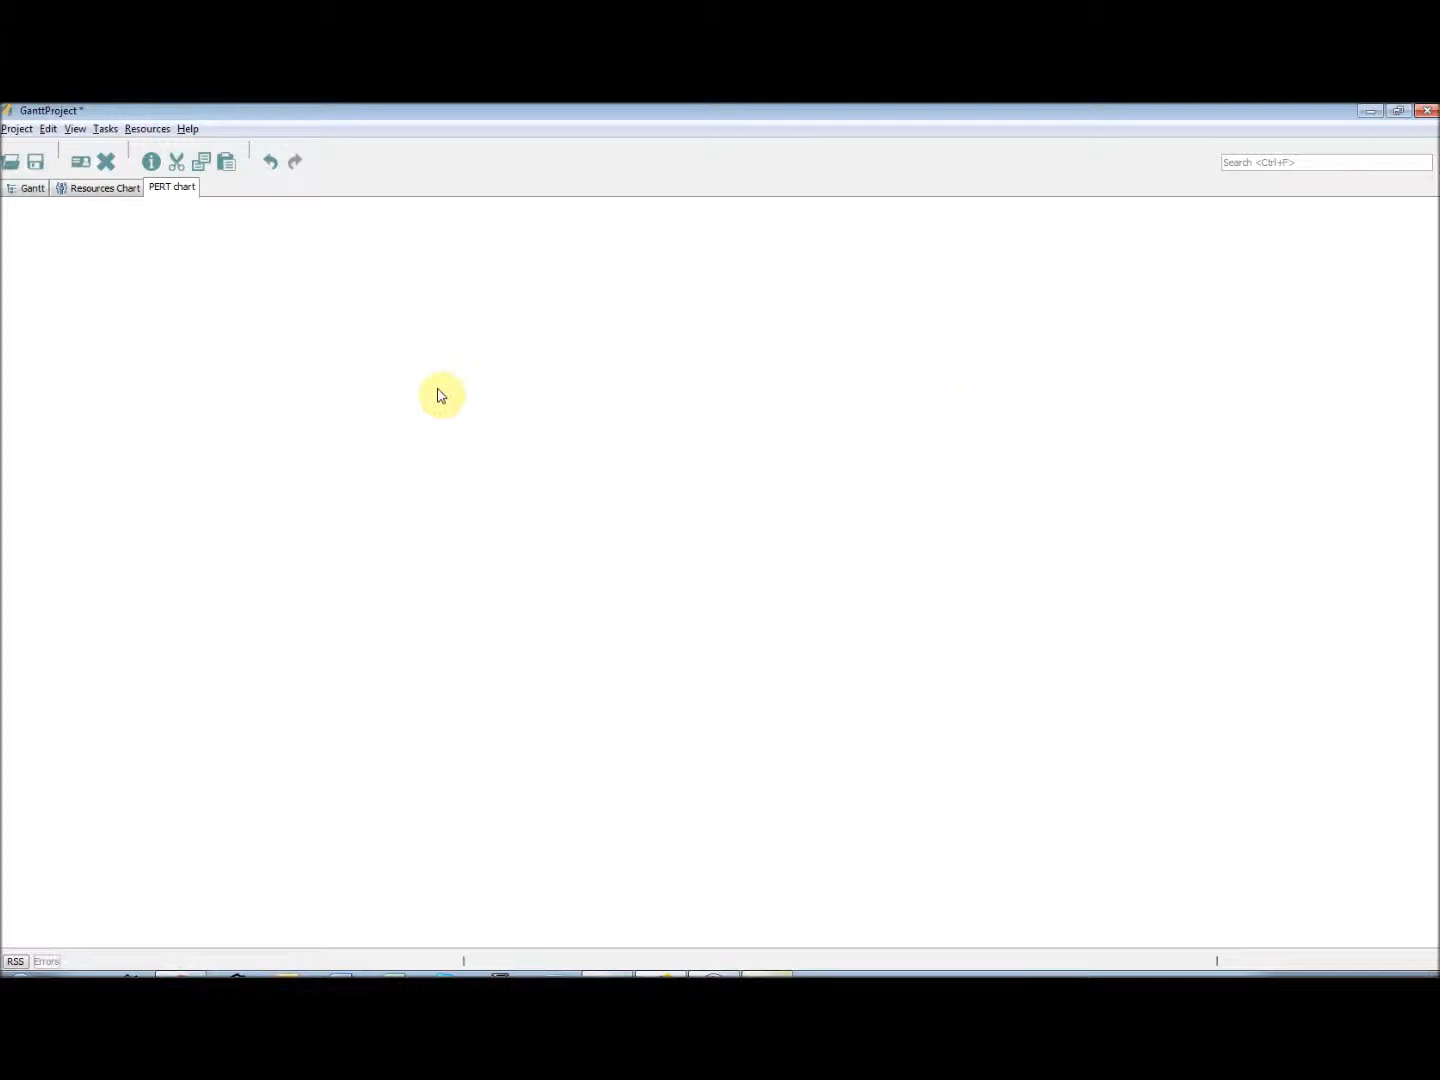 GanttProject *
Project Edit View Tasks Resources Help
Search <Ctrl+F>
Gantt Resources Chart PERT chart
RSS Errors